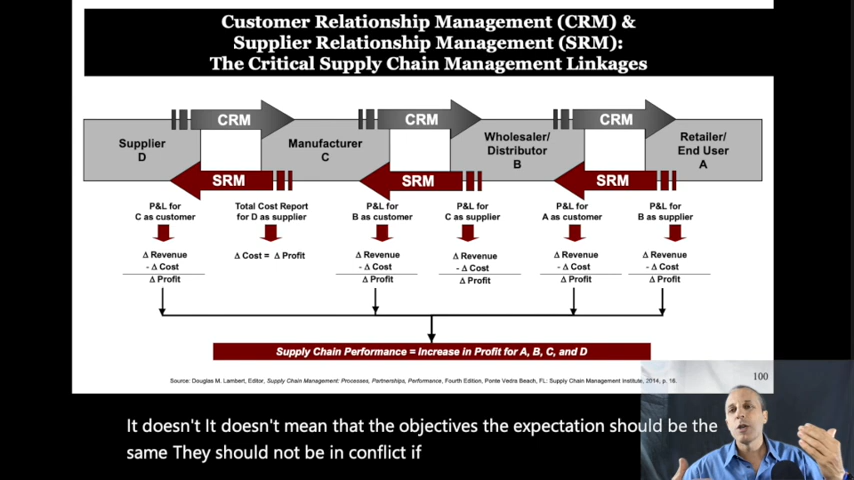 Customer Relationship Management (CRM) &
Supplier Relationship Management (SRM):
The Critical Supply Chain Management Linkages
CRM
CRM
CRM
Supplier
D
Manufacturer
C
Wholesaler/
Distributor
B
Retailer/
End User
A
SRM
SRM
SRM
P&L for
C as customer
Total Cost Report
for D as supplier
P&L for
B as customer
P&L for
C as supplier
P&L for
A as customer
P&L for
B as supplier
Δ Revenue
- Δ Cost
Δ Profit
Δ Cost = Δ Profit
Δ Revenue
- Δ Cost
Δ Profit
Δ Revenue
- Δ Cost
Δ Profit
Δ Revenue
- Δ Cost
Δ Profit
Δ Revenue
- Δ Cost
Δ Profit
Supply Chain Performance = Increase in Profit for A, B, C, and D
Source: Douglas M. Lambert, Editor, Supply Chain Management: Processes, Partnerships, Performance, Fourth Edition, Ponte Vedra Beach, FL: Supply Chain Management Institute, 2014, p. 18.
100
It doesn't It doesn't mean that the objectives the expectation should be the
same They should not be in conflict if